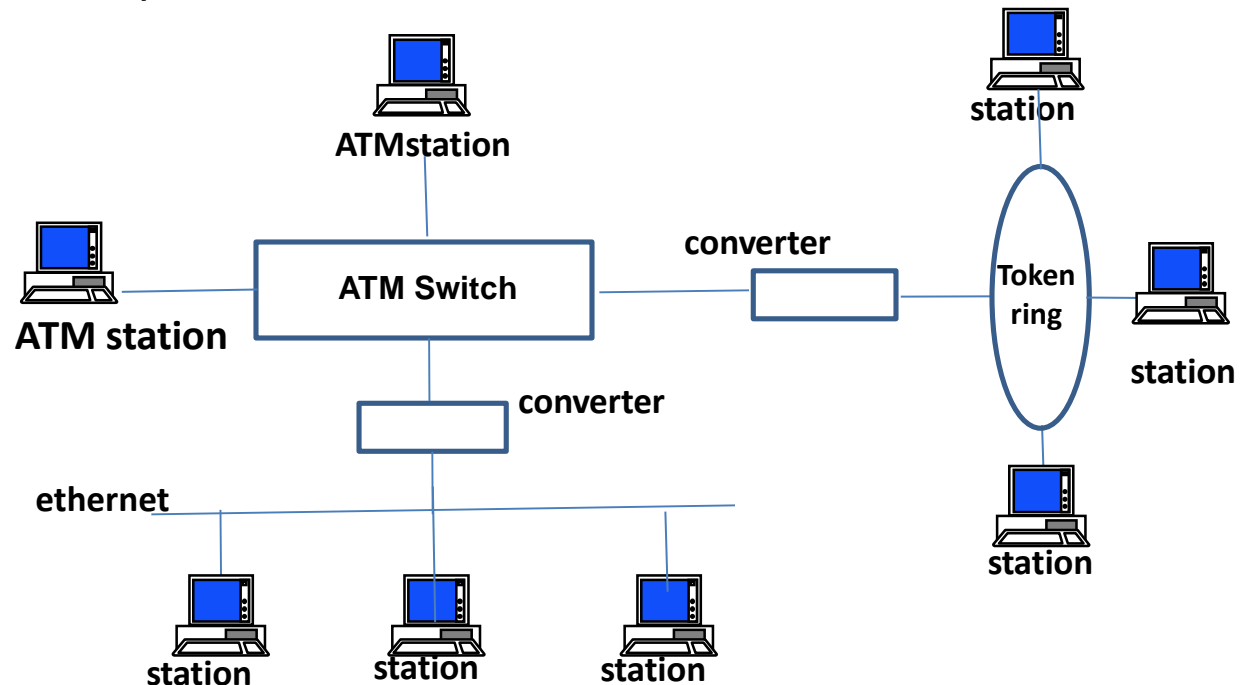 station
ATMstation
converter
ATM Switch
Token
ring
ATM station
station
converter
ethernet
station
station
station
station